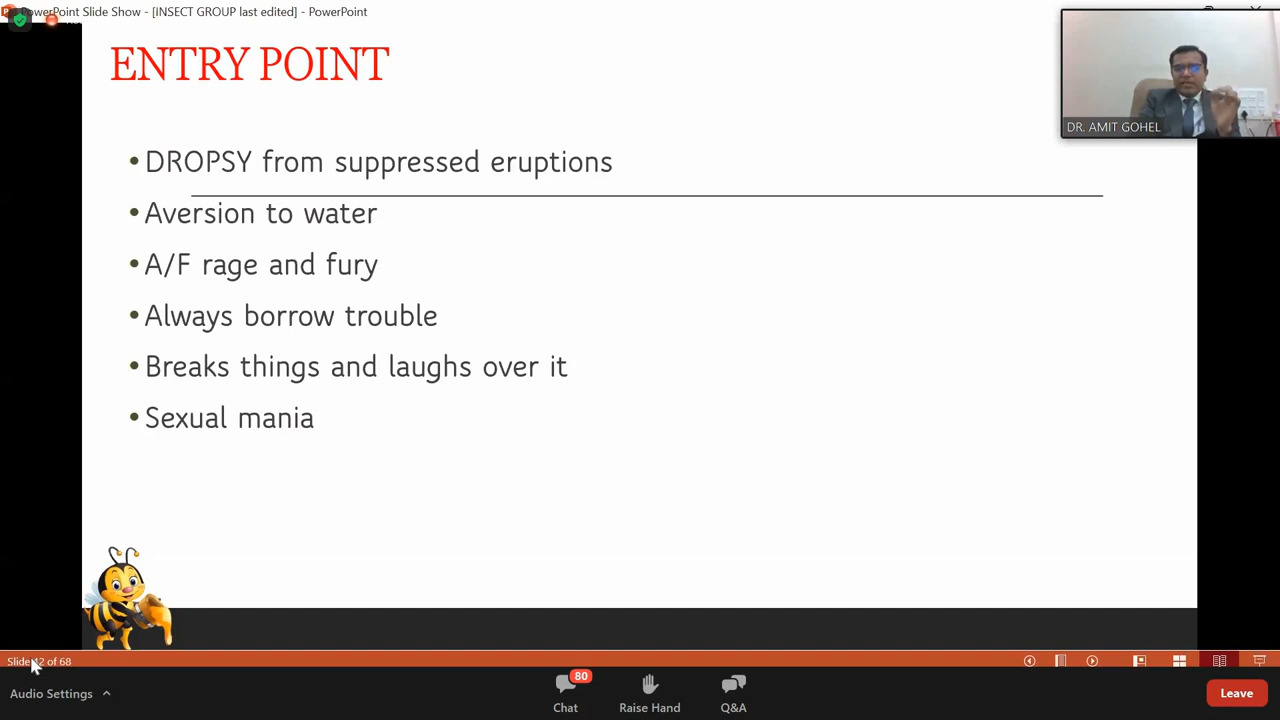 PowerPoint Slide Show - [INSECT GROUP last edited] - PowerPoint
ENTRY POINT
DR. AMIT GOHEL
• DROPSY from suppressed eruptions
• Aversion to water
• A/F rage and fury
• Always borrow trouble
• Breaks things and laughs over it
• Sexual mania
Slide 42 of 68
Audio Settings
80
Chat
Raise Hand
Q&A
Leave